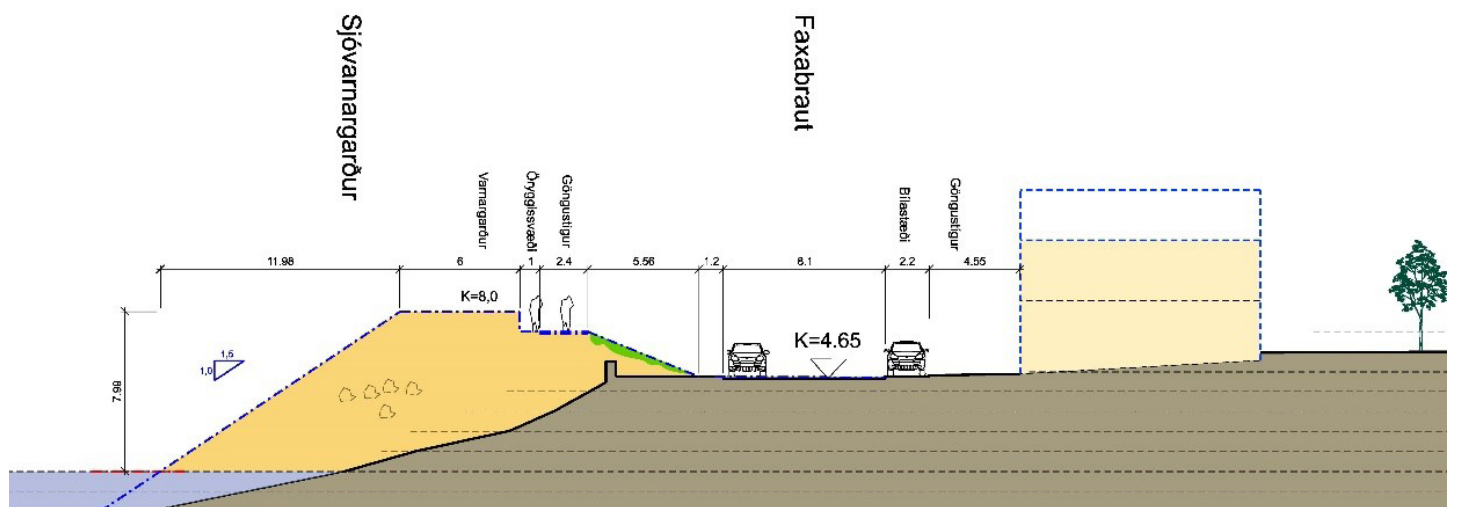 Sjóvarnargarður
Faxabraut
Varnargarður
Öryggissvæði
Göngustígur
Bílastæði
Göngustígur
11.98
6
1
2.4
5.56
1.2
8.1
2.2
4.55
K=8,0
K=4.65
1,5
1,0
7.99